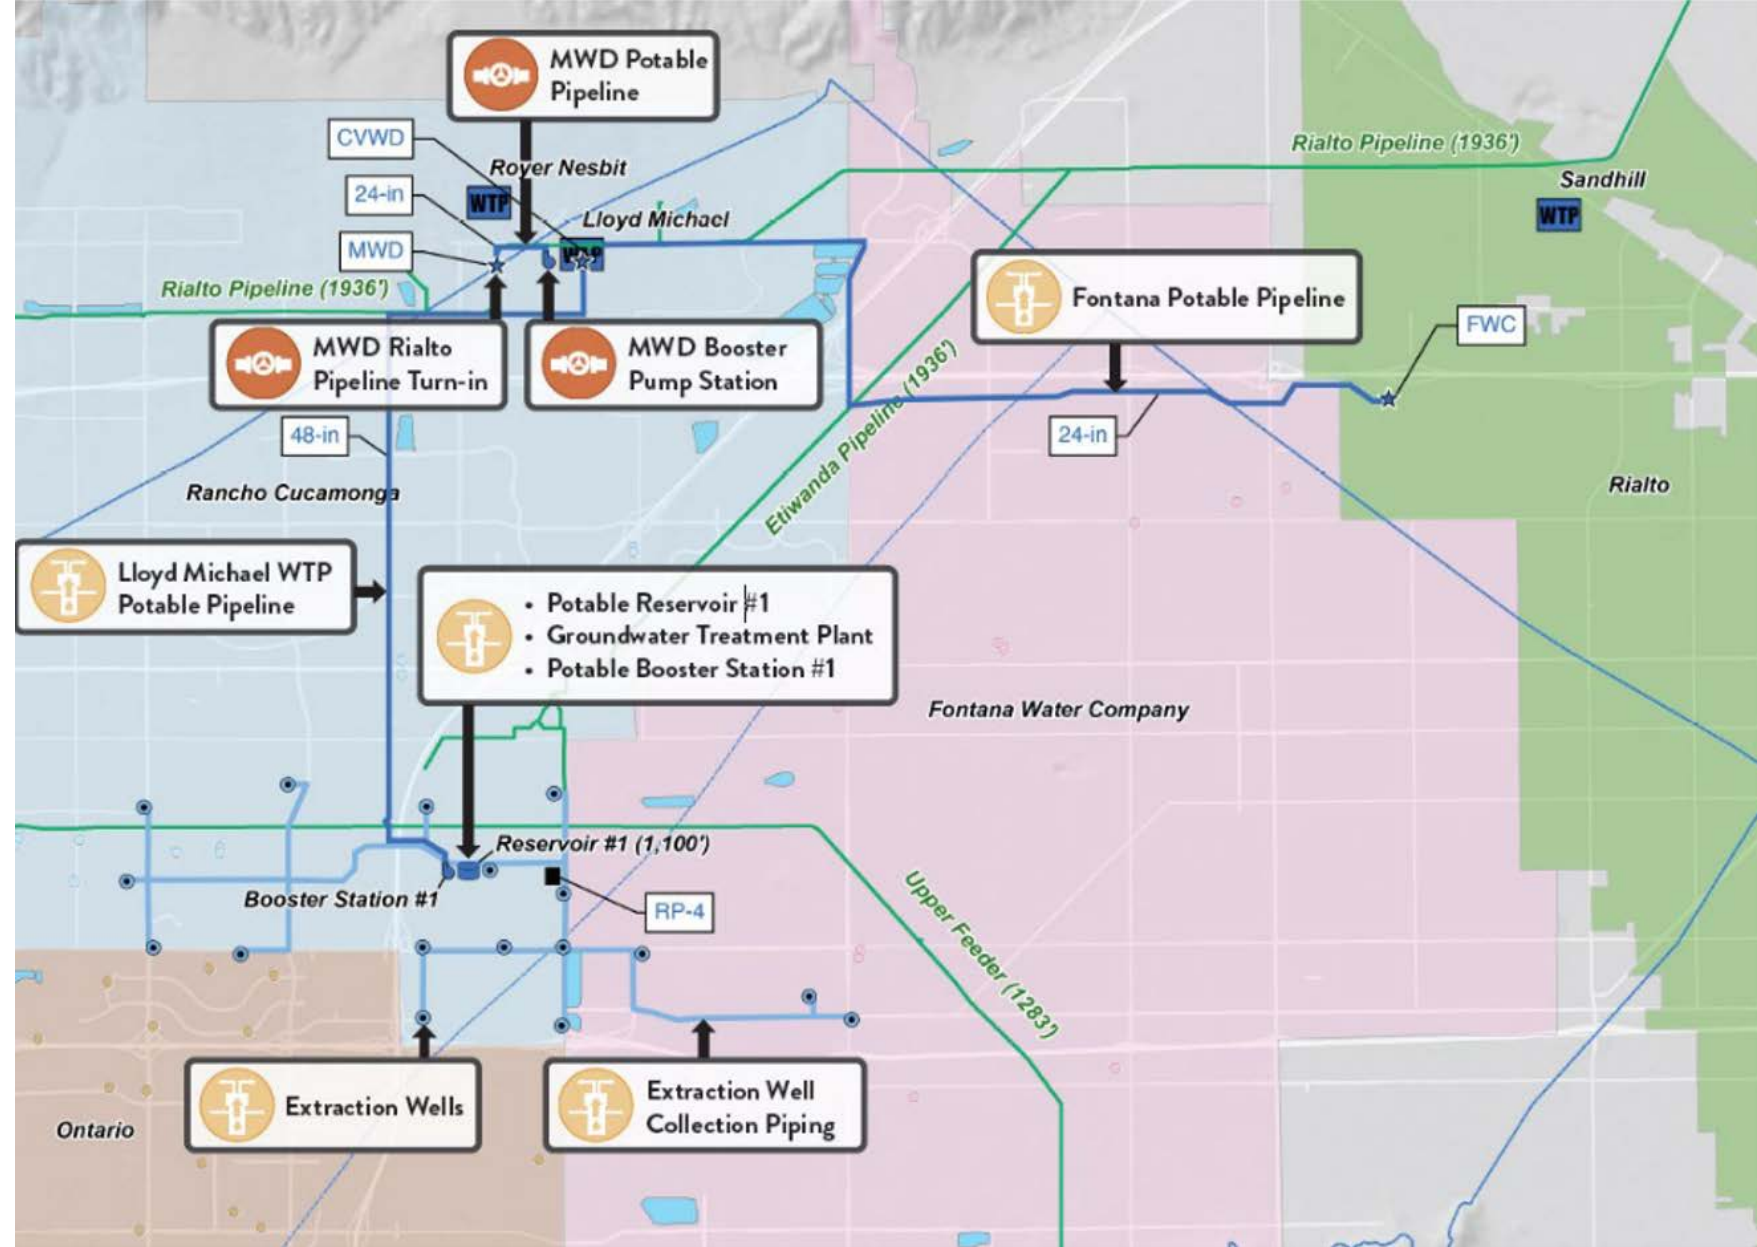 MWD Potable
Pipeline
CVWD
Rialto Pipeline (1936')
Royer Nesbit
Sandhill
24-in
WTP
WTP
Lloyd Michael
MWD
WTP
Rialto Pipeline (1936')
Fontana Potable Pipeline
FWC
MWD Rialto
Pipeline Turn-in
MWD Booster
Pump Station
Etiwanda Pipeline (1936')
48-in
24-in
Rancho Cucamonga
Rialto
Lloyd Michael WTP
Potable Pipeline
• Potable Reservoir #1
• Groundwater Treatment Plant
• Potable Booster Station #1
Fontana Water Company
Reservoir #1 (1,100')
Booster Station #1
RP-4
Upper Feeder (1283')
Extraction Wells
Extraction Well
Collection Piping
Ontario